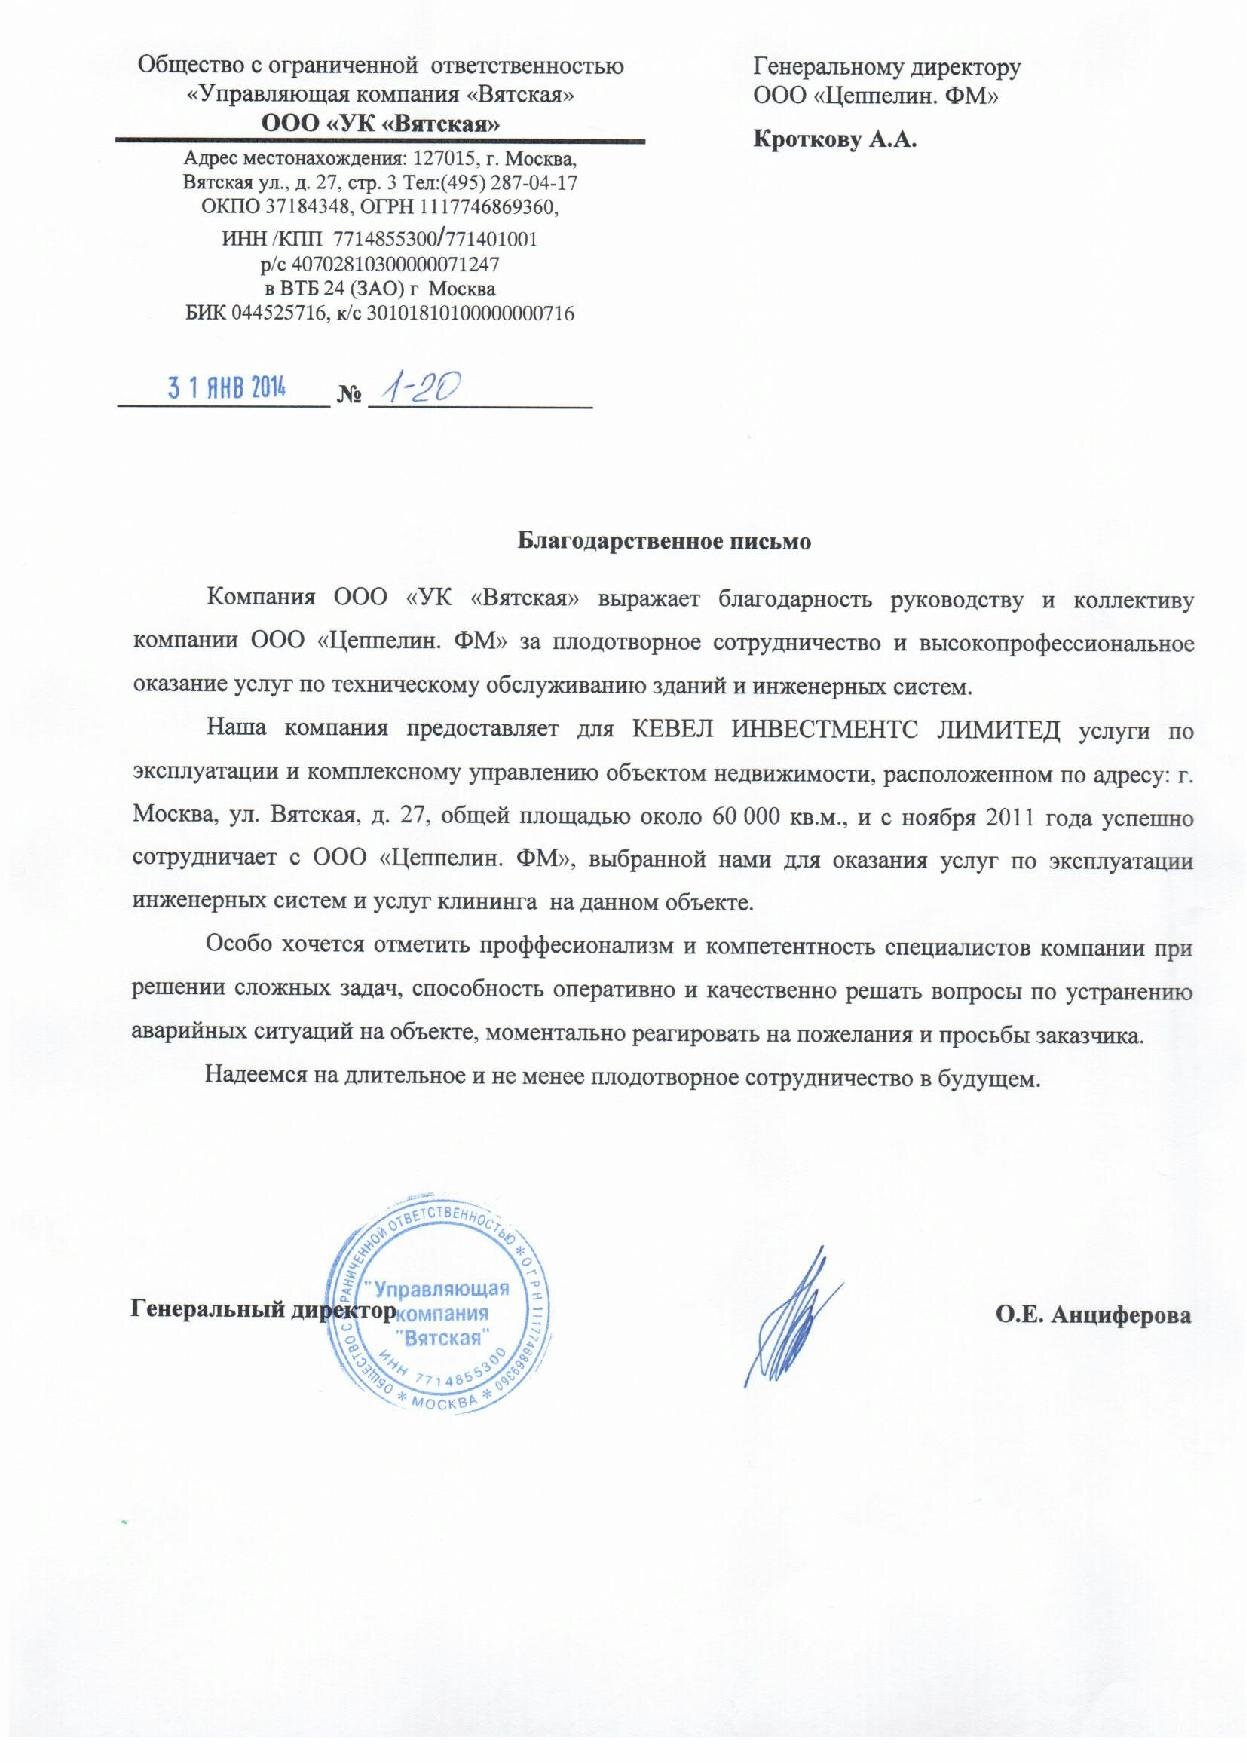 Общество с ограниченной ответственностью
«Управляющая компания «Вятская»
ООО «УК «Вятская»
Адрес местонахождения: 127015, г. Москва,
Вятская ул., д. 27, стр. 3 Тел:(495) 287-04-17
ОКПО 37184348, ОГРН 1117746869360,
ИНН /КПП 7714855300/771401001
р/с 40702810300000071247
в ВТБ 24 (ЗАО) г Москва
БИК 044525716, к/с 30101810100000000716
Генеральному директору
ООО «Цеппелин. ФМ»
Кроткову А.А.
31 ЯНВ 2014 № 1-20
Благодарственное письмо
Компания ООО «УК «Вятская» выражает благодарность руководству и коллективу
компании ООО «Цеппелин. ФМ» за плодотворное сотрудничество и высокопрофессиональное
оказание услуг по техническому обслуживанию зданий и инженерных систем.
Наша компания предоставляет для КЕВЕЛ ИНВЕСТМЕНТС ЛИМИТЕД услуги по
эксплуатации и комплексному управлению объектом недвижимости, расположенном по адресу: г.
Москва, ул. Вятская, д. 27, общей площадью около 60 000 кв.м., и с ноября 2011 года успешно
сотрудничает с ООО «Цеппелин. ФМ», выбранной нами для оказания услуг по эксплуатации
инженерных систем и услуг клининга на данном объекте.
Особо хочется отметить проффесионализм и компетентность специалистов компании при
решении сложных задач, способность оперативно и качественно решать вопросы по устранению
аварийных ситуаций на объекте, моментально реагировать на пожелания и просьбы заказчика.
Надеемся на длительное и не менее плодотворное сотрудничество в будущем.
Генеральный директор
О.Е. Анциферова
ОБЩЕСТВО С ОГРАНИЧЕННОЙ ОТВЕТСТВЕННОСТЬЮ * ОГРН 1117746869360 * МОСКВА *
"Управляющая
компания
"Вятская"
ИНН 7714855300